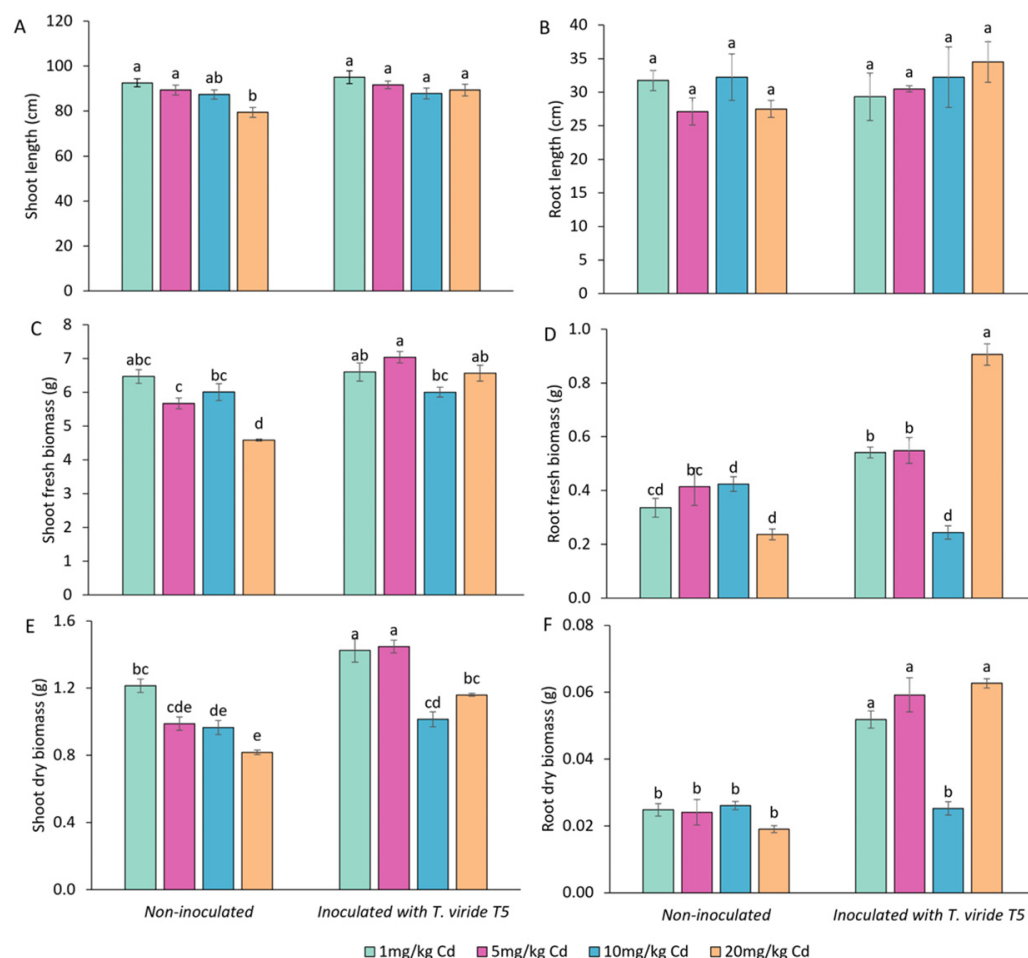 A
Shoot length (cm)
120
100
80
60
40
20
0
a
a
ab
b
a
a
a
a
B
Root length (cm)
40
35
30
25
20
15
10
5
0
a
a
a
a
a
a
a
a
C
Shoot fresh biomass (g)
8
7
6
5
4
3
2
1
0
abc
c
bc
d
ab
a
bc
ab
D
Root fresh biomass (g)
1.0
0.8
0.6
0.4
0.2
0.0
cd
bc
d
d
b
b
d
a
E
Shoot dry biomass (g)
1.6
1.2
0.8
0.4
0.0
bc
cde
de
e
a
a
cd
bc
Non-inoculated
Inoculated with T. viride T5
F
Root dry biomass (g)
0.08
0.06
0.04
0.02
0.00
b
b
b
b
a
a
b
a
Non-inoculated
Inoculated with T. viride T5
1mg/kg Cd 5mg/kg Cd 10mg/kg Cd 20mg/kg Cd